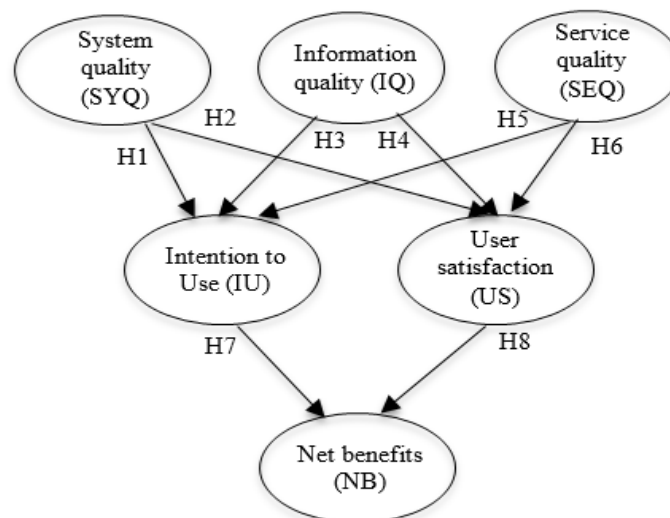 System
quality
(SYQ)
Information
quality (IQ)
Service
quality
(SEQ)
H1
H2
H3
H4
H5
H6
Intention to
Use (IU)
User
satisfaction
(US)
H7
H8
Net benefits
(NB)